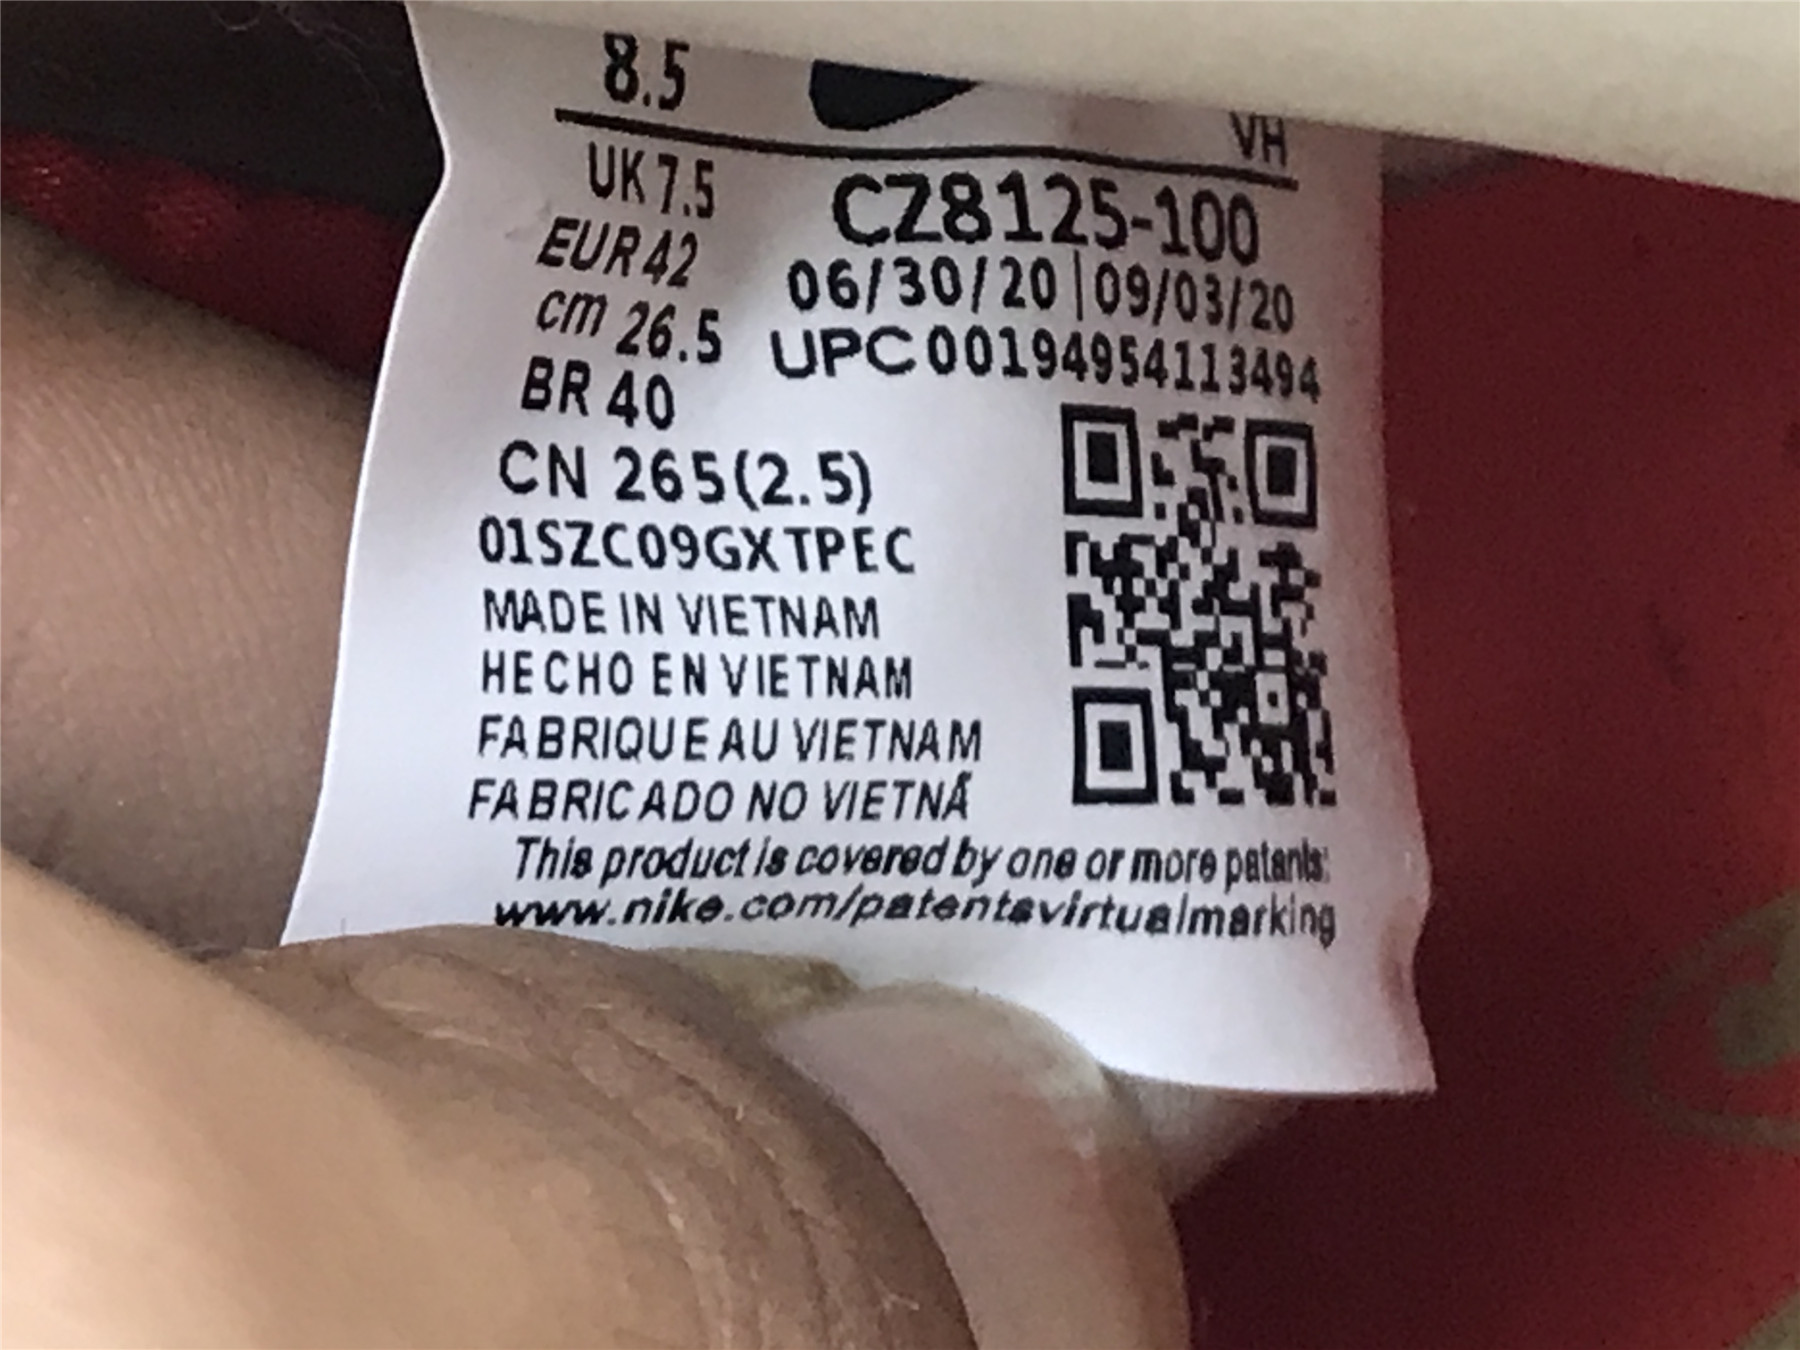 8.5
VH
UK 7.5
CZ8125-100
EUR 42
06/30/20 | 09/03/20
cm 26.5
UPC 00194954113494
BR 40
CN 265(2.5)
01SZC09GXTPEC
MADE IN VIETNAM
HECHO EN VIETNAM
FABRIQUE AU VIETNAM
FABRICADO NO VIETNÃ
This product is covered by one or more patents:
www.nike.com/patentsvirtualmarking